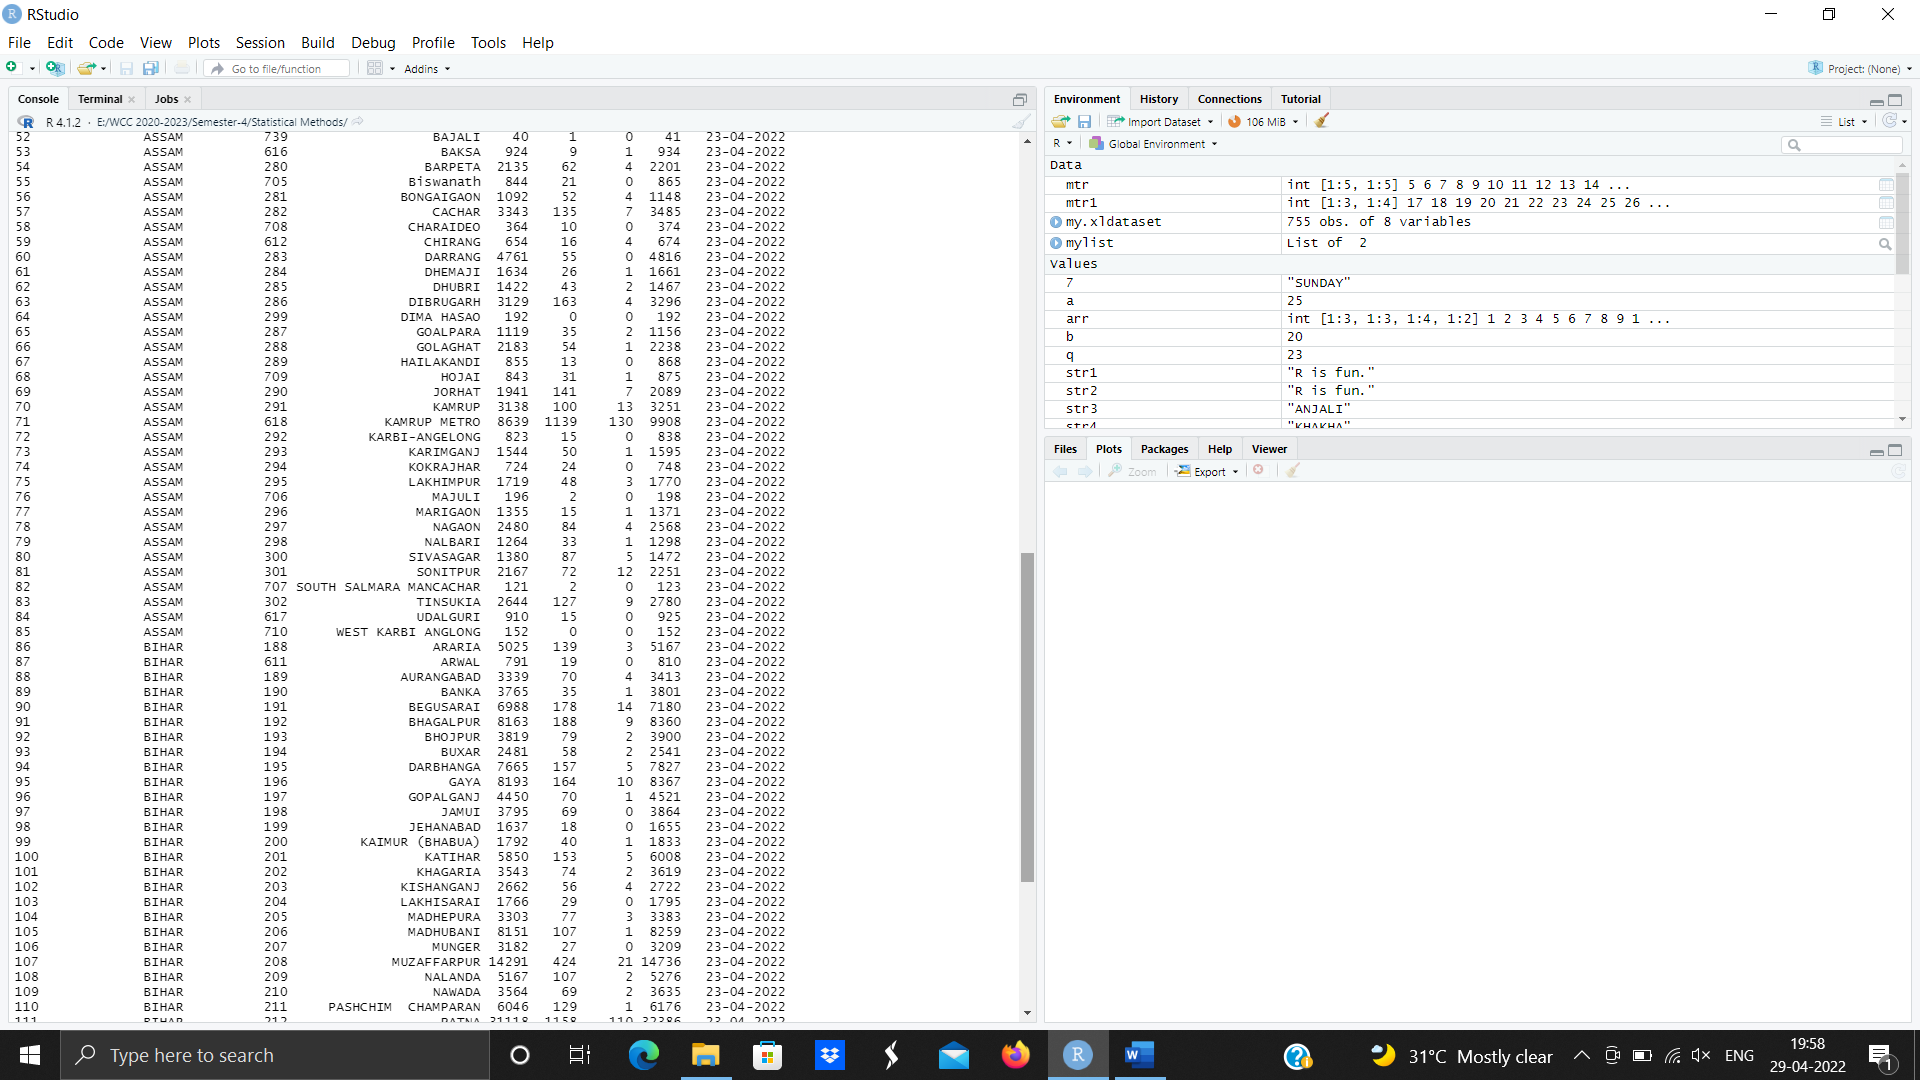 RStudio
File Edit Code View Plots Session Build Debug Profile Tools Help
Go to file/function Addins Project: (None)
Console Terminal Jobs
R 4.1.2 · E:/WCC 2020-2023/Semester-4/Statistical Methods/
52 ASSAM 739 BAJALI 40 1 0 41 23-04-2022
53 ASSAM 616 BAKSA 924 9 1 934 23-04-2022
54 ASSAM 280 BARPETA 2135 62 4 2201 23-04-2022
55 ASSAM 705 Biswanath 844 21 0 865 23-04-2022
56 ASSAM 281 BONGAIGAON 1092 52 4 1148 23-04-2022
57 ASSAM 282 CACHAR 3343 135 7 3485 23-04-2022
58 ASSAM 708 CHARAIDEO 364 10 0 374 23-04-2022
59 ASSAM 612 CHIRANG 654 16 4 674 23-04-2022
60 ASSAM 283 DARRANG 4761 55 0 4816 23-04-2022
61 ASSAM 284 DHEMAJI 1634 26 1 1661 23-04-2022
62 ASSAM 285 DHUBRI 1422 43 2 1467 23-04-2022
63 ASSAM 286 DIBRUGARH 3129 163 4 3296 23-04-2022
64 ASSAM 299 DIMA HASAO 192 0 0 192 23-04-2022
65 ASSAM 287 GOALPARA 1119 35 2 1156 23-04-2022
66 ASSAM 288 GOLAGHAT 2183 54 1 2238 23-04-2022
67 ASSAM 289 HAILAKANDI 855 13 0 868 23-04-2022
68 ASSAM 709 HOJAI 843 31 1 875 23-04-2022
69 ASSAM 290 JORHAT 1941 141 7 2089 23-04-2022
70 ASSAM 291 KAMRUP 3138 100 13 3251 23-04-2022
71 ASSAM 618 KAMRUP METRO 8639 1139 130 9908 23-04-2022
72 ASSAM 292 KARBI-ANGELONG 823 15 0 838 23-04-2022
73 ASSAM 293 KARIMGANJ 1544 50 1 1595 23-04-2022
74 ASSAM 294 KOKRAJHAR 724 24 0 748 23-04-2022
75 ASSAM 295 LAKHIMPUR 1719 48 3 1770 23-04-2022
76 ASSAM 706 MAJULI 196 2 0 198 23-04-2022
77 ASSAM 296 MARIGAON 1355 15 1 1371 23-04-2022
78 ASSAM 297 NAGAON 2480 84 4 2568 23-04-2022
79 ASSAM 298 NALBARI 1264 33 1 1298 23-04-2022
80 ASSAM 300 SIVASAGAR 1380 87 5 1472 23-04-2022
81 ASSAM 301 SONITPUR 2167 72 12 2251 23-04-2022
82 ASSAM 707 SOUTH SALMARA MANCACHAR 121 2 0 123 23-04-2022
83 ASSAM 302 TINSUKIA 2644 127 9 2780 23-04-2022
84 ASSAM 617 UDALGURI 910 15 0 925 23-04-2022
85 ASSAM 710 WEST KARBI ANGLONG 152 0 0 152 23-04-2022
86 BIHAR 188 ARARIA 5025 139 3 5167 23-04-2022
87 BIHAR 611 ARWAL 791 19 0 810 23-04-2022
88 BIHAR 189 AURANGABAD 3339 70 4 3413 23-04-2022
89 BIHAR 190 BANKA 3765 35 1 3801 23-04-2022
90 BIHAR 191 BEGUSARAI 6988 178 14 7180 23-04-2022
91 BIHAR 192 BHAGALPUR 8163 188 9 8360 23-04-2022
92 BIHAR 193 BHOJPUR 3819 79 2 3900 23-04-2022
93 BIHAR 194 BUXAR 2481 58 2 2541 23-04-2022
94 BIHAR 195 DARBHANGA 7665 157 5 7827 23-04-2022
95 BIHAR 196 GAYA 8193 164 10 8367 23-04-2022
96 BIHAR 197 GOPALGANJ 4450 70 1 4521 23-04-2022
97 BIHAR 198 JAMUI 3795 69 0 3864 23-04-2022
98 BIHAR 199 JEHANABAD 1637 18 0 1655 23-04-2022
99 BIHAR 200 KAIMUR (BHABUA) 1792 40 1 1833 23-04-2022
100 BIHAR 201 KATIHAR 5850 153 5 6008 23-04-2022
101 BIHAR 202 KHAGARIA 3543 74 2 3619 23-04-2022
102 BIHAR 203 KISHANGANJ 2662 56 4 2722 23-04-2022
103 BIHAR 204 LAKHISARAI 1766 29 0 1795 23-04-2022
104 BIHAR 205 MADHEPURA 3303 77 3 3383 23-04-2022
105 BIHAR 206 MADHUBANI 8151 107 1 8259 23-04-2022
106 BIHAR 207 MUNGER 3182 27 0 3209 23-04-2022
107 BIHAR 208 MUZAFFARPUR 14291 424 21 14736 23-04-2022
108 BIHAR 209 NALANDA 5167 107 2 5276 23-04-2022
109 BIHAR 210 NAWADA 3564 69 2 3635 23-04-2022
110 BIHAR 211 PASHCHIM CHAMPARAN 6046 129 1 6176 23-04-2022
111 BIHAR 212 PATNA 31118 1158 110 32386 23-04-2022
Environment History Connections Tutorial
Import Dataset 106 MiB List
R Global Environment
Data
mtr int [1:5, 1:5] 5 6 7 8 9 10 11 12 13 14 ...
mtr1 int [1:3, 1:4] 17 18 19 20 21 22 23 24 25 26 ...
my.xldataset 755 obs. of 8 variables
mylist List of 2
Values
7 "SUNDAY"
a 25
arr int [1:3, 1:3, 1:4, 1:2] 1 2 3 4 5 6 7 8 9 1 ...
b 20
q 23
str1 "R is fun."
str2 "R is fun."
str3 "ANJALI"
str4 "KHAKHA"
Files Plots Packages Help Viewer
Zoom Export
Type here to search
31°C Mostly clear ENG
19:58
29-04-2022
1